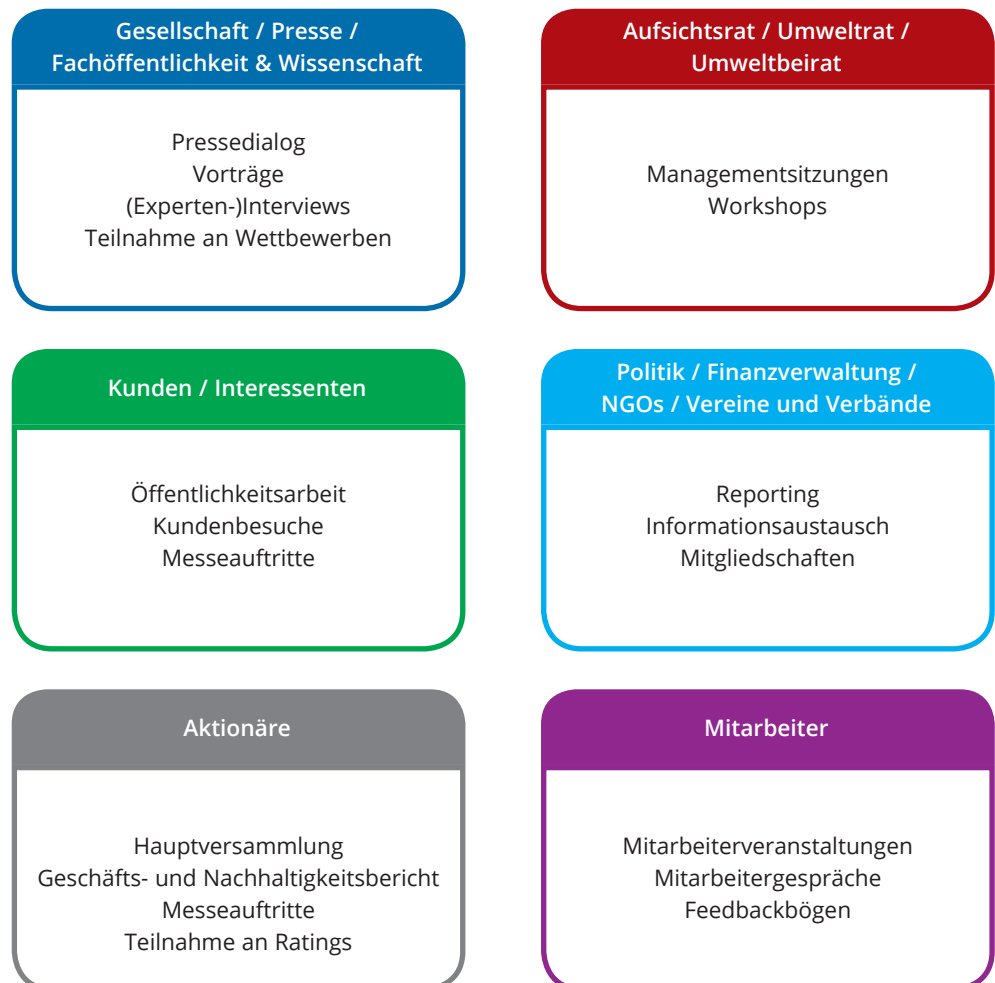 Gesellschaft / Presse /
Fachöffentlichkeit & Wissenschaft
Pressedialog
Vorträge
(Experten-)Interviews
Teilnahme an Wettbewerben
Aufsichtsrat / Umweltrat /
Umweltbeirat
Managementsitzungen
Workshops
Kunden / Interessenten
Öffentlichkeitsarbeit
Kundenbesuche
Messeauftritte
Politik / Finanzverwaltung /
NGOs / Vereine und Verbände
Reporting
Informationsaustausch
Mitgliedschaften
Aktionäre
Hauptversammlung
Geschäfts- und Nachhaltigkeitsbericht
Messeauftritte
Teilnahme an Ratings
Mitarbeiter
Mitarbeiterveranstaltungen
Mitarbeitergespräche
Feedbackbögen